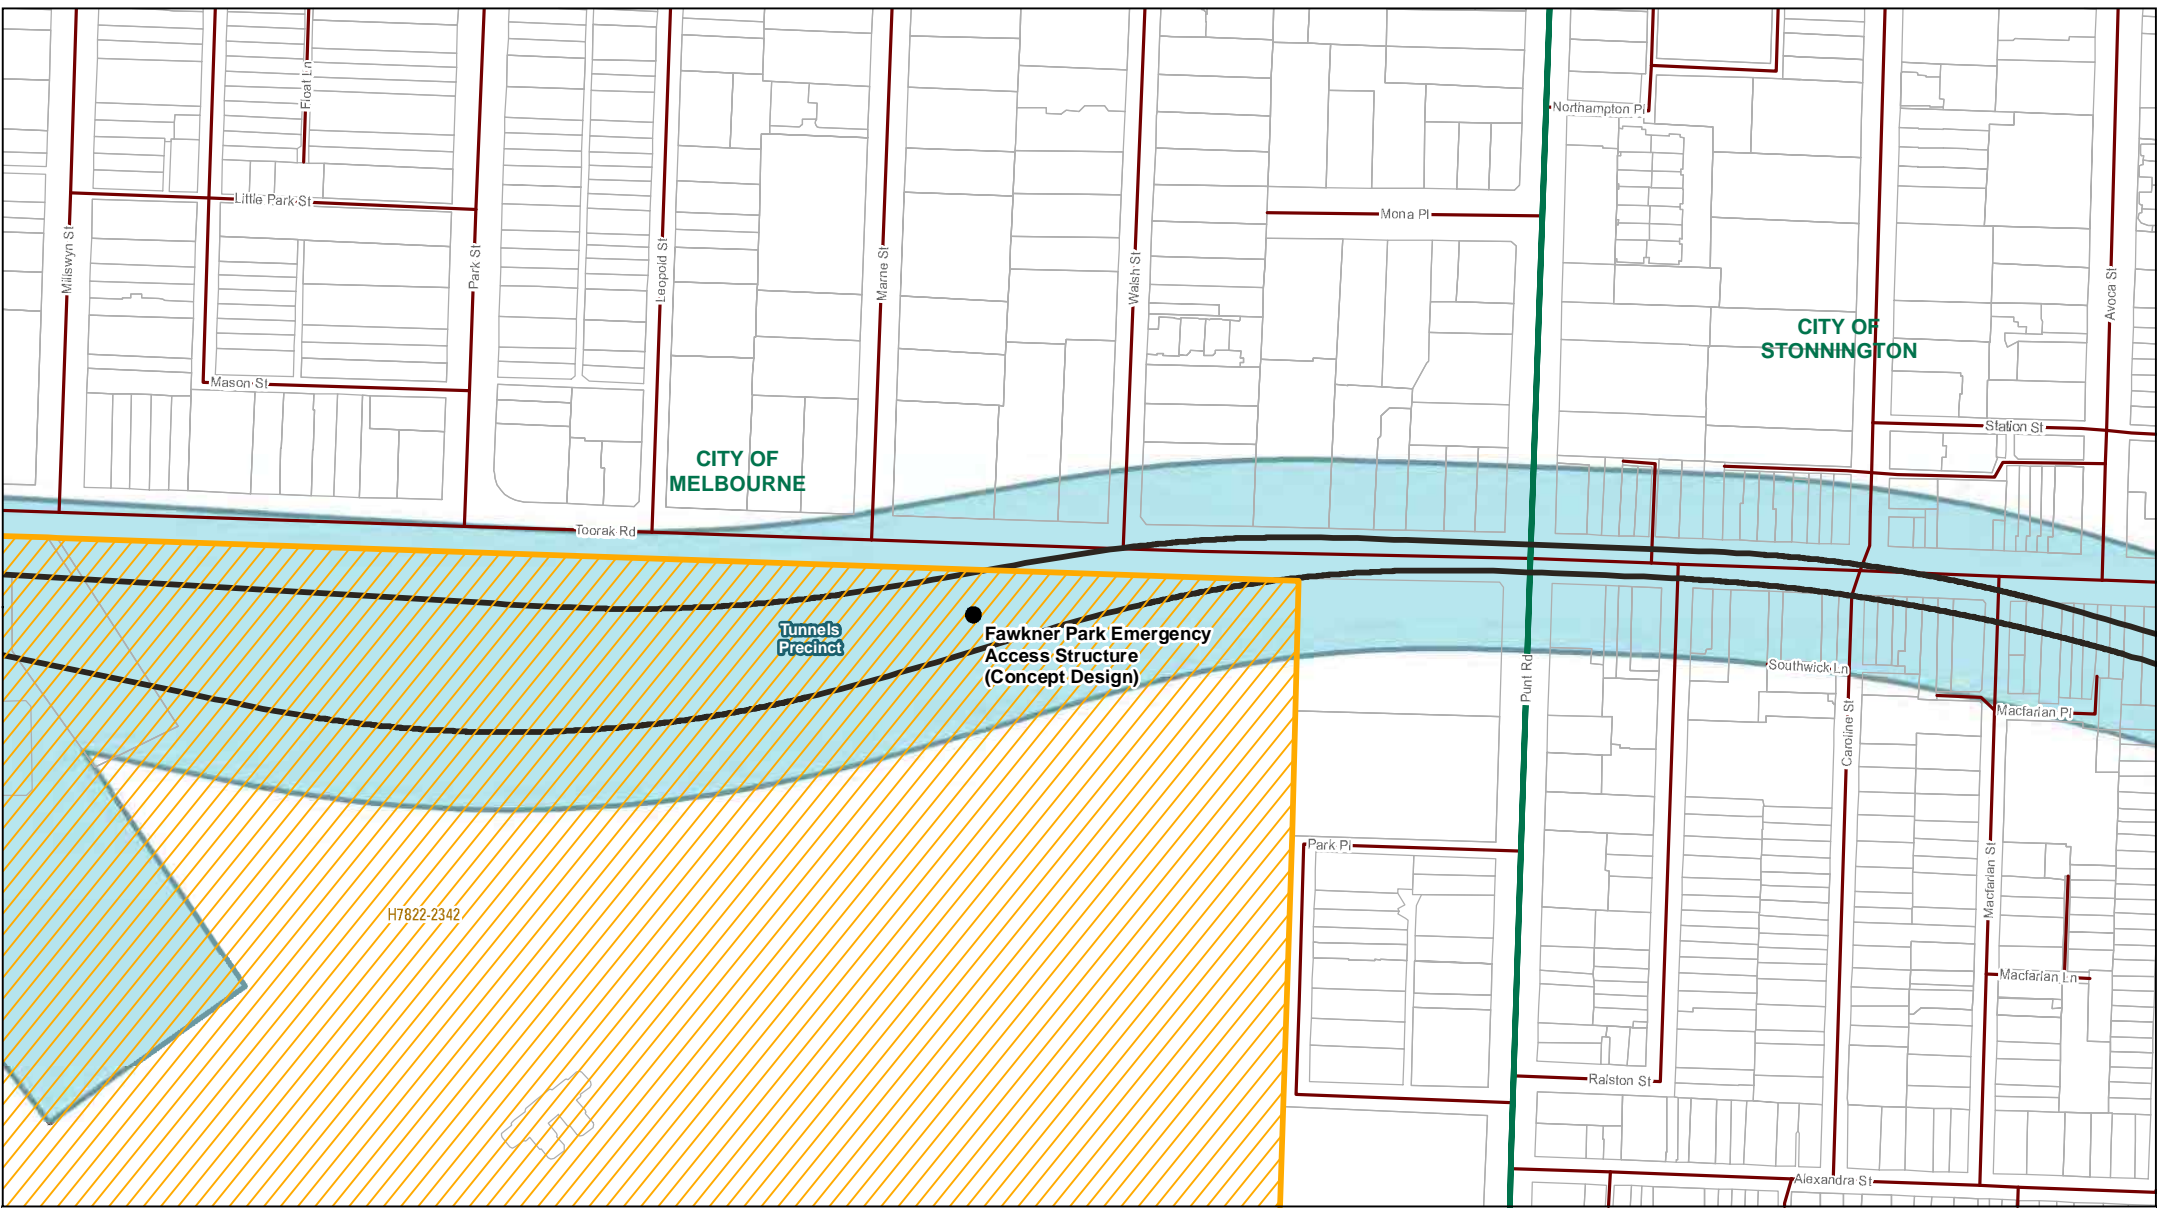 Float Ln
Northampton Pl
Little Park St
Mona Pl
Millswyn St
Park St
Leopold St
Marne St
Walsh St
Avoca St
CITY OF
STONNINGTON
Mason St
Station St
CITY OF
MELBOURNE
Toorak Rd
Tunnels
Precinct
Fawkner Park Emergency
Access Structure
(Concept Design)
Punt Rd
Southwick Ln
Macfarlan Pl
Caroline St
Park Pl
Macfarlan St
H7822-2342
Macfarlan Ln
Ralston St
Alexandra St